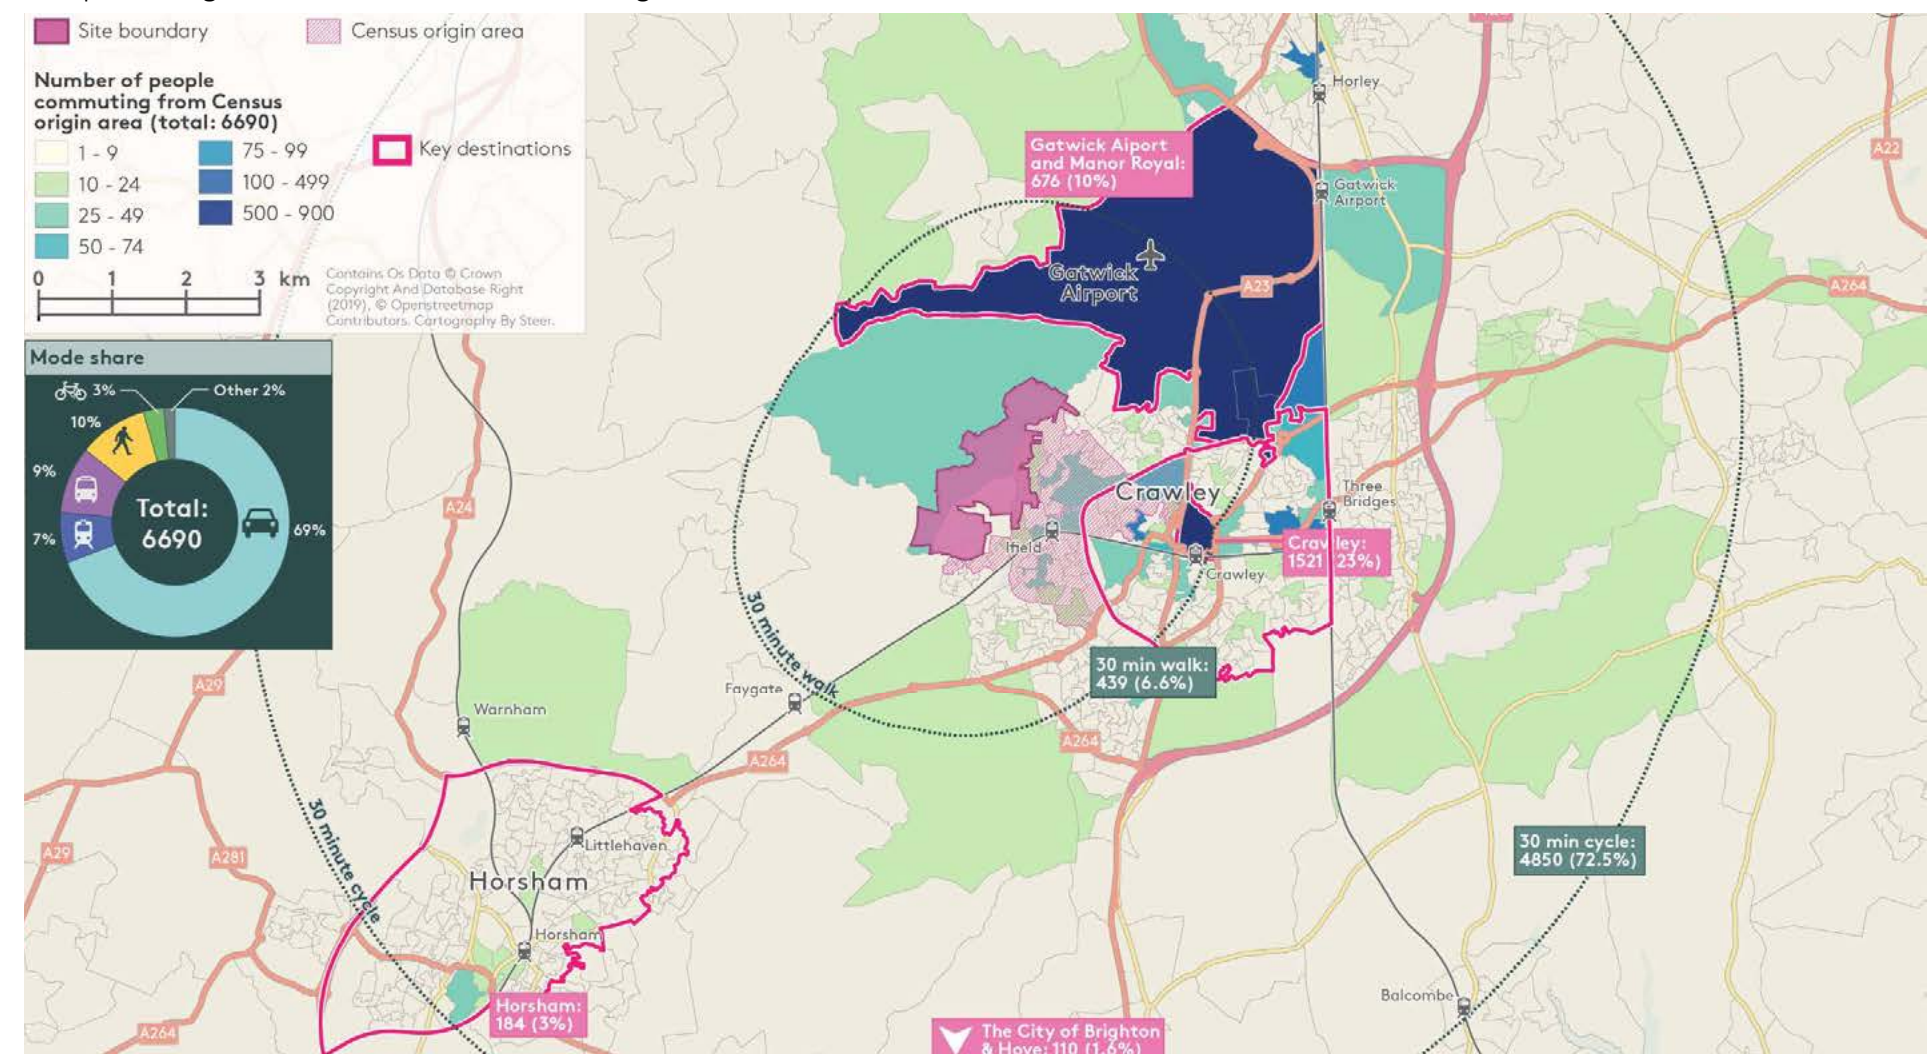 Site boundary
Census origin area
Number of people
commuting from Census
origin area (total: 6690)
1 - 9
10 - 24
25 - 49
50 - 74
75 - 99
100 - 499
500 - 900
Key destinations
0 1 2 3 km
Contains Os Data © Crown
Copyright And Database Right
(2019), © Openstreetmap
Contributors. Cartography By Steer.
Mode share
3%
Other 2%
10%
9%
7%
69%
Total:
6690
Gatwick Aiport
and Manor Royal:
676 (10%)
Horley
A22
Gatwick
Airport
Gatwick
Airport
A23
A264
A24
Crawley
Three
Bridges
Ifield
Crawley:
1521 (23%)
Crawley
30 minute walk
30 min walk:
439 (6.6%)
A29
Faygate
Warnham
A264
A264
30 minute cycle
30 min cycle:
4850 (72.5%)
A29
A281
Littlehaven
Horsham
Horsham
Horsham:
184 (3%)
A264
Balcombe
The City of Brighton
& Hove: 110 (1.6%)